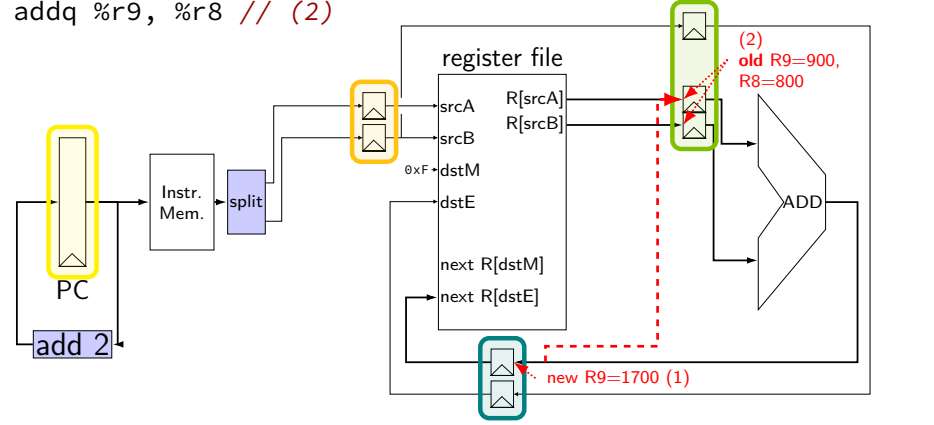 addq %r9, %r8 // (2)
register file
(2)
old R9=900,
R8=800
srcA
R[srcA]
srcB
R[srcB]
0xF
dstM
Instr.
Mem.
split
dstE
ADD
next R[dstM]
PC
next R[dstE]
add 2
new R9=1700 (1)